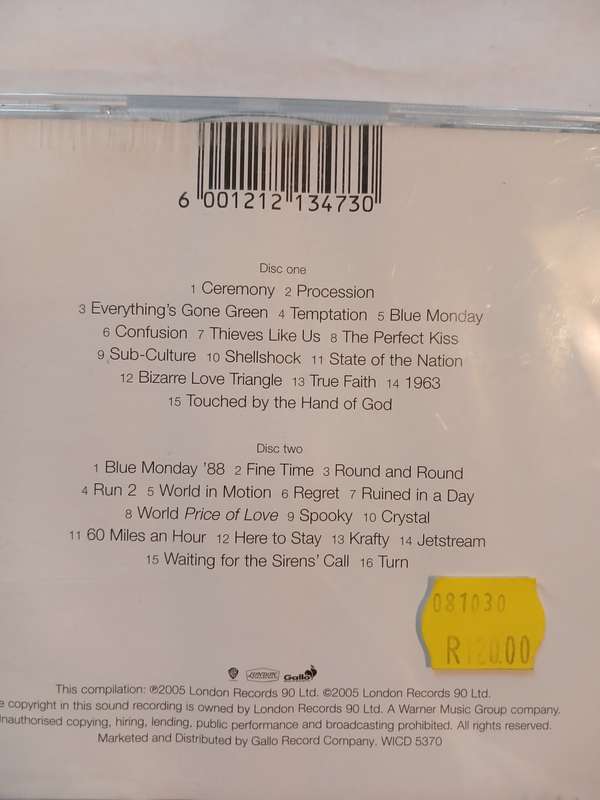 6 001212 134730
Disc one
1 Ceremony 2 Procession
3 Everything's Gone Green 4 Temptation 5 Blue Monday
6 Confusion 7 Thieves Like Us 8 The Perfect Kiss
9 Sub-Culture 10 Shellshock 11 State of the Nation
12 Bizarre Love Triangle 13 True Faith 14 1963
15 Touched by the Hand of God
Disc two
1 Blue Monday '88 2 Fine Time 3 Round and Round
4 Run 2 5 World in Motion 6 Regret 7 Ruined in a Day
8 World Price of Love 9 Spooky 10 Crystal
11 60 Miles an Hour 12 Here to Stay 13 Krafty 14 Jetstream
15 Waiting for the Sirens' Call 16 Turn
081030
R120.00
LONDON Gallo
This compilation: ℗2005 London Records 90 Ltd. ©2005 London Records 90 Ltd.
e copyright in this sound recording is owned by London Records 90 Ltd. A Warner Music Group company.
nauthorised copying, hiring, lending, public performance and broadcasting prohibited. All rights reserved.
Marketed and Distributed by Gallo Record Company. WICD 5370